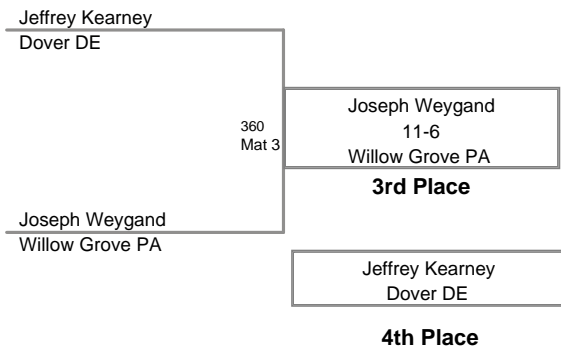 Jeffrey Kearney
Dover DE
360
Mat 3
Joseph Weygand
11-6
Willow Grove PA
3rd Place
Joseph Weygand
Willow Grove PA
Jeffrey Kearney
Dover DE
4th Place